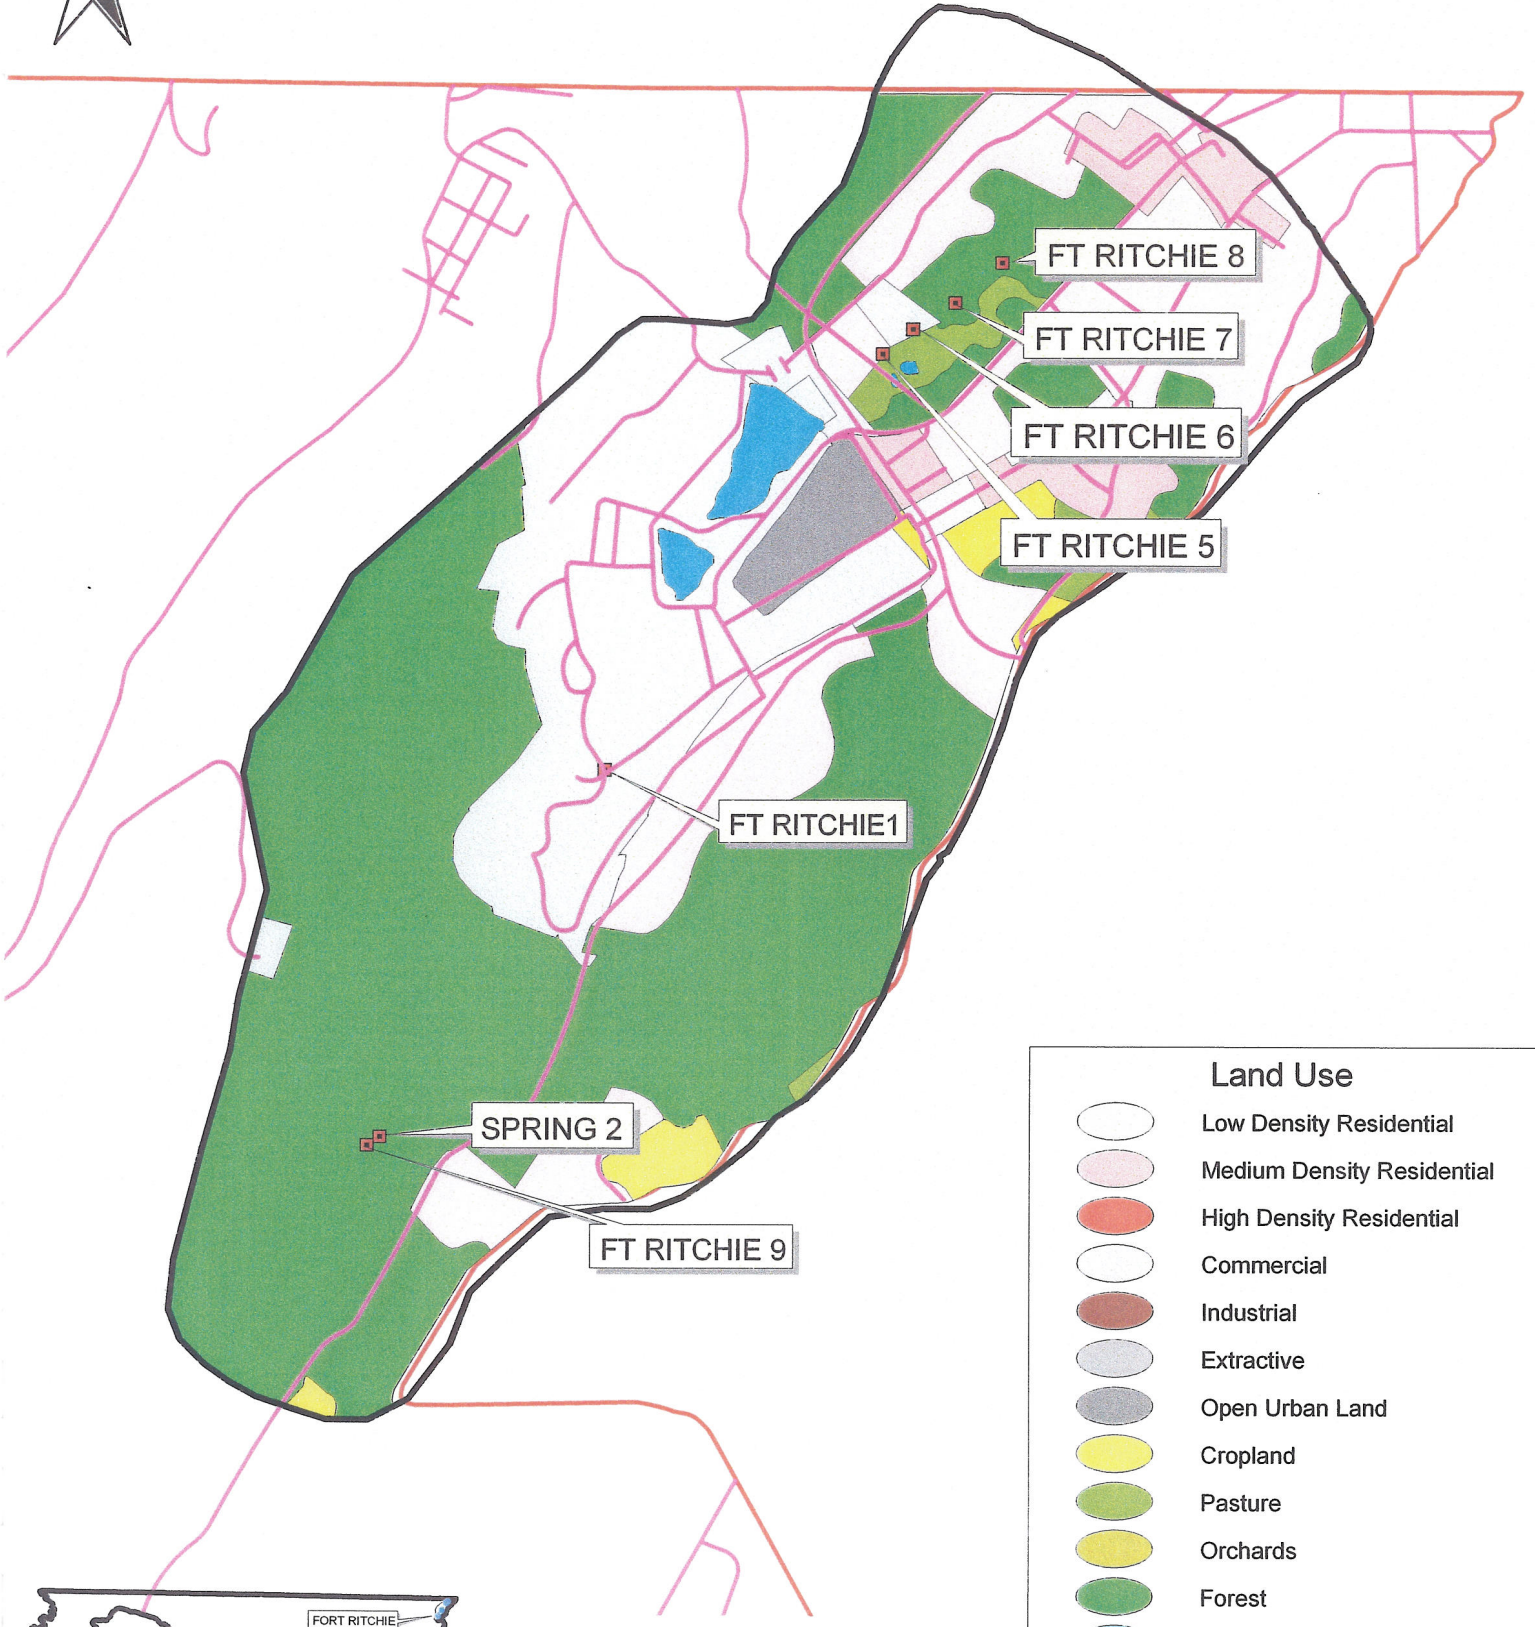 FT RITCHIE 8
FT RITCHIE 7
FT RITCHIE 6
FT RITCHIE 5
FT RITCHIE1
SPRING 2
FT RITCHIE 9
Land Use
Low Density Residential
Medium Density Residential
High Density Residential
Commercial
Industrial
Extractive
Open Urban Land
Cropland
Pasture
Orchards
Forest
FORT RITCHIE